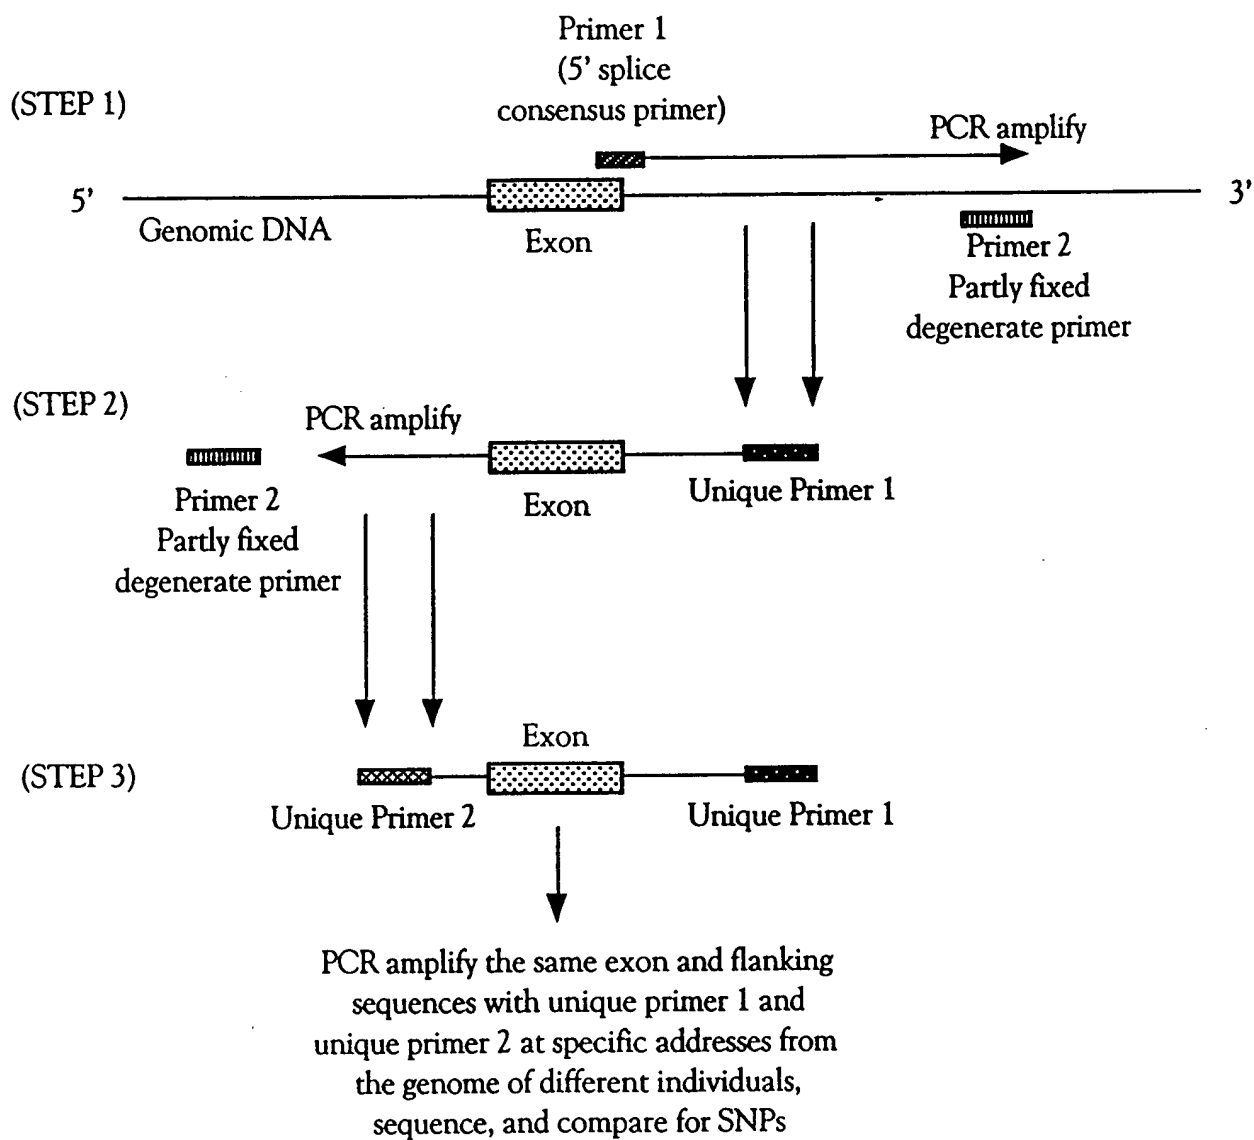 Primer 1
(5' splice
consensus primer)
(STEP 1)
PCR amplify
5'
3'
Genomic DNA
Exon
Primer 2
Partly fixed
degenerate primer
(STEP 2)
PCR amplify
Primer 2
Partly fixed
degenerate primer
Exon
Unique Primer 1
(STEP 3)
Exon
Unique Primer 2
Unique Primer 1
PCR amplify the same exon and flanking
sequences with unique primer 1 and
unique primer 2 at specific addresses from
the genome of different individuals,
sequence, and compare for SNPs